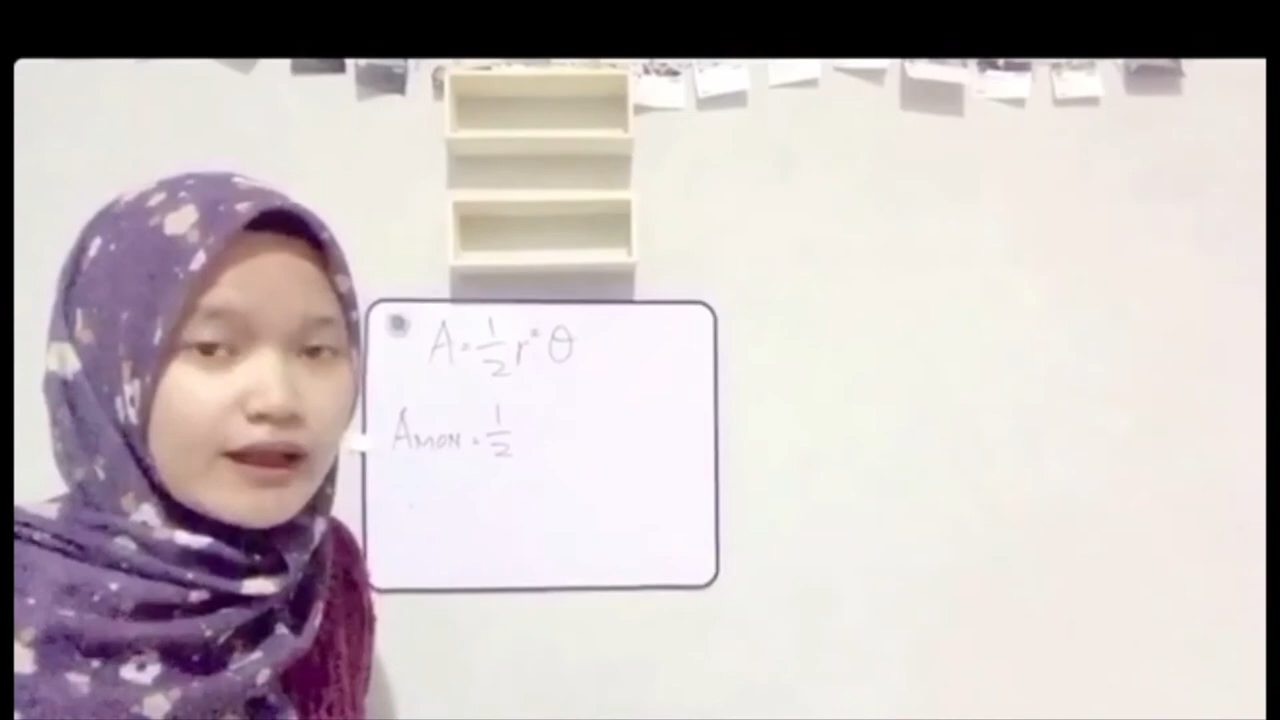 A = 1/2 r² θ
AMON = 1/2